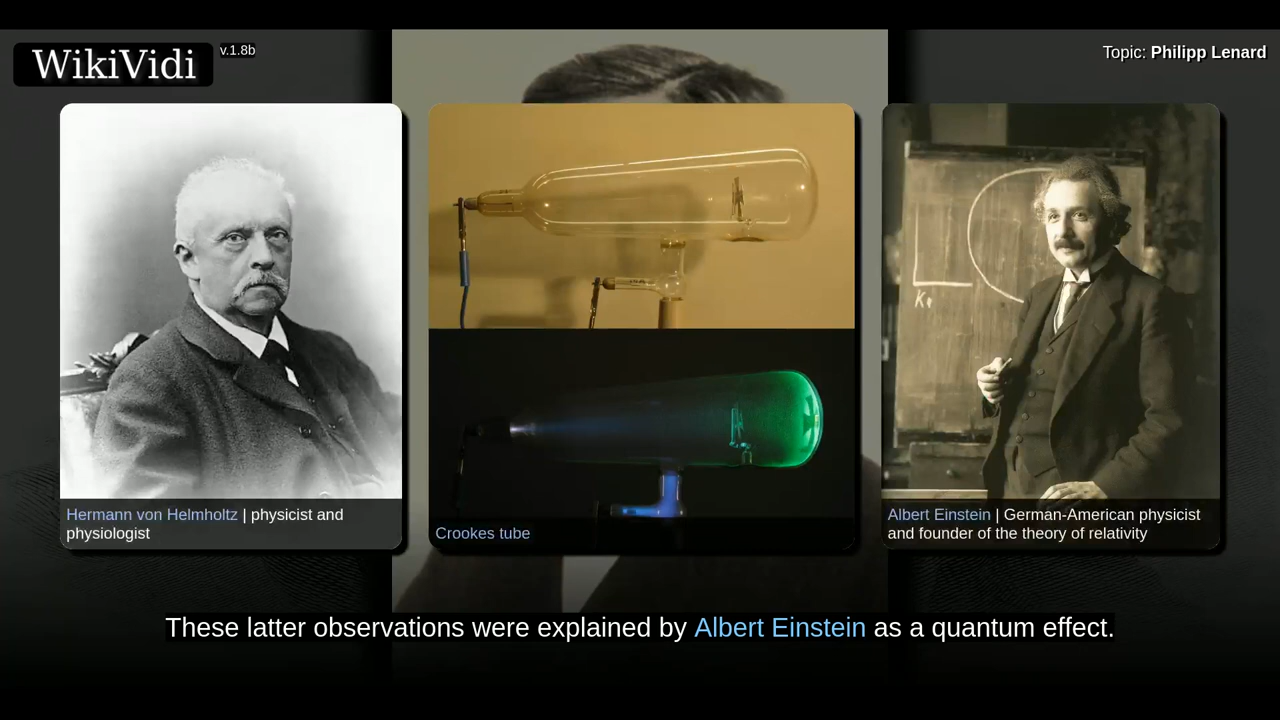 WikiVidi
v.1.8b
Topic: Philipp Lenard
Hermann von Helmholtz | physicist and
physiologist
Crookes tube
Albert Einstein | German-American physicist
and founder of the theory of relativity
These latter observations were explained by Albert Einstein as a quantum effect.